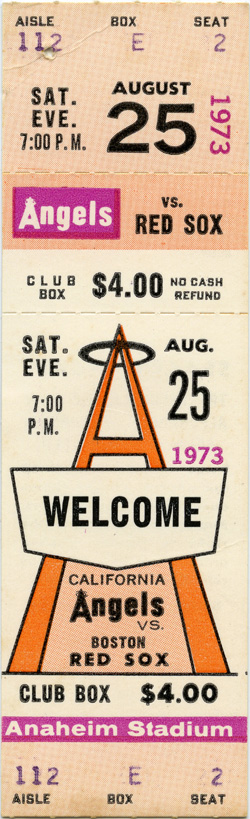 AISLE BOX SEAT
112 E 2
SAT. EVE. 7:00 P.M.
AUGUST 25
1973
Angels VS. RED SOX
CLUB BOX $4.00 NO CASH REFUND
SAT. EVE.
AUG. 25
7:00 P.M.
1973
WELCOME
CALIFORNIA
Angels
VS.
BOSTON
RED SOX
CLUB BOX $4.00
Anaheim Stadium
112 E 2
AISLE BOX SEAT